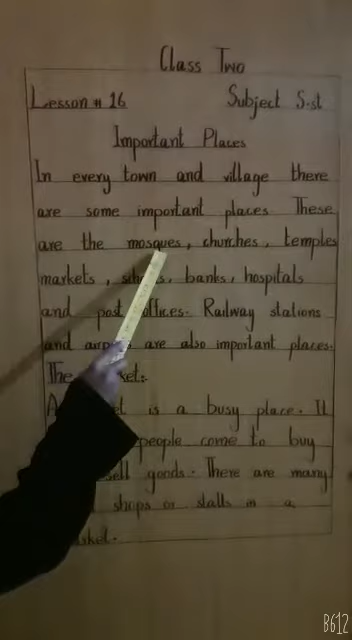 Class Two
Lesson # 16 Subject S.st
Important Places
In every town and village there
are some important places These
are the mosques, churches, temples
markets, banks, hospitals
and post offices. Railway stations
and are also important places.
The
is a busy place. It
people come to buy
sell goods. There are many
shops or stalls in a
B612